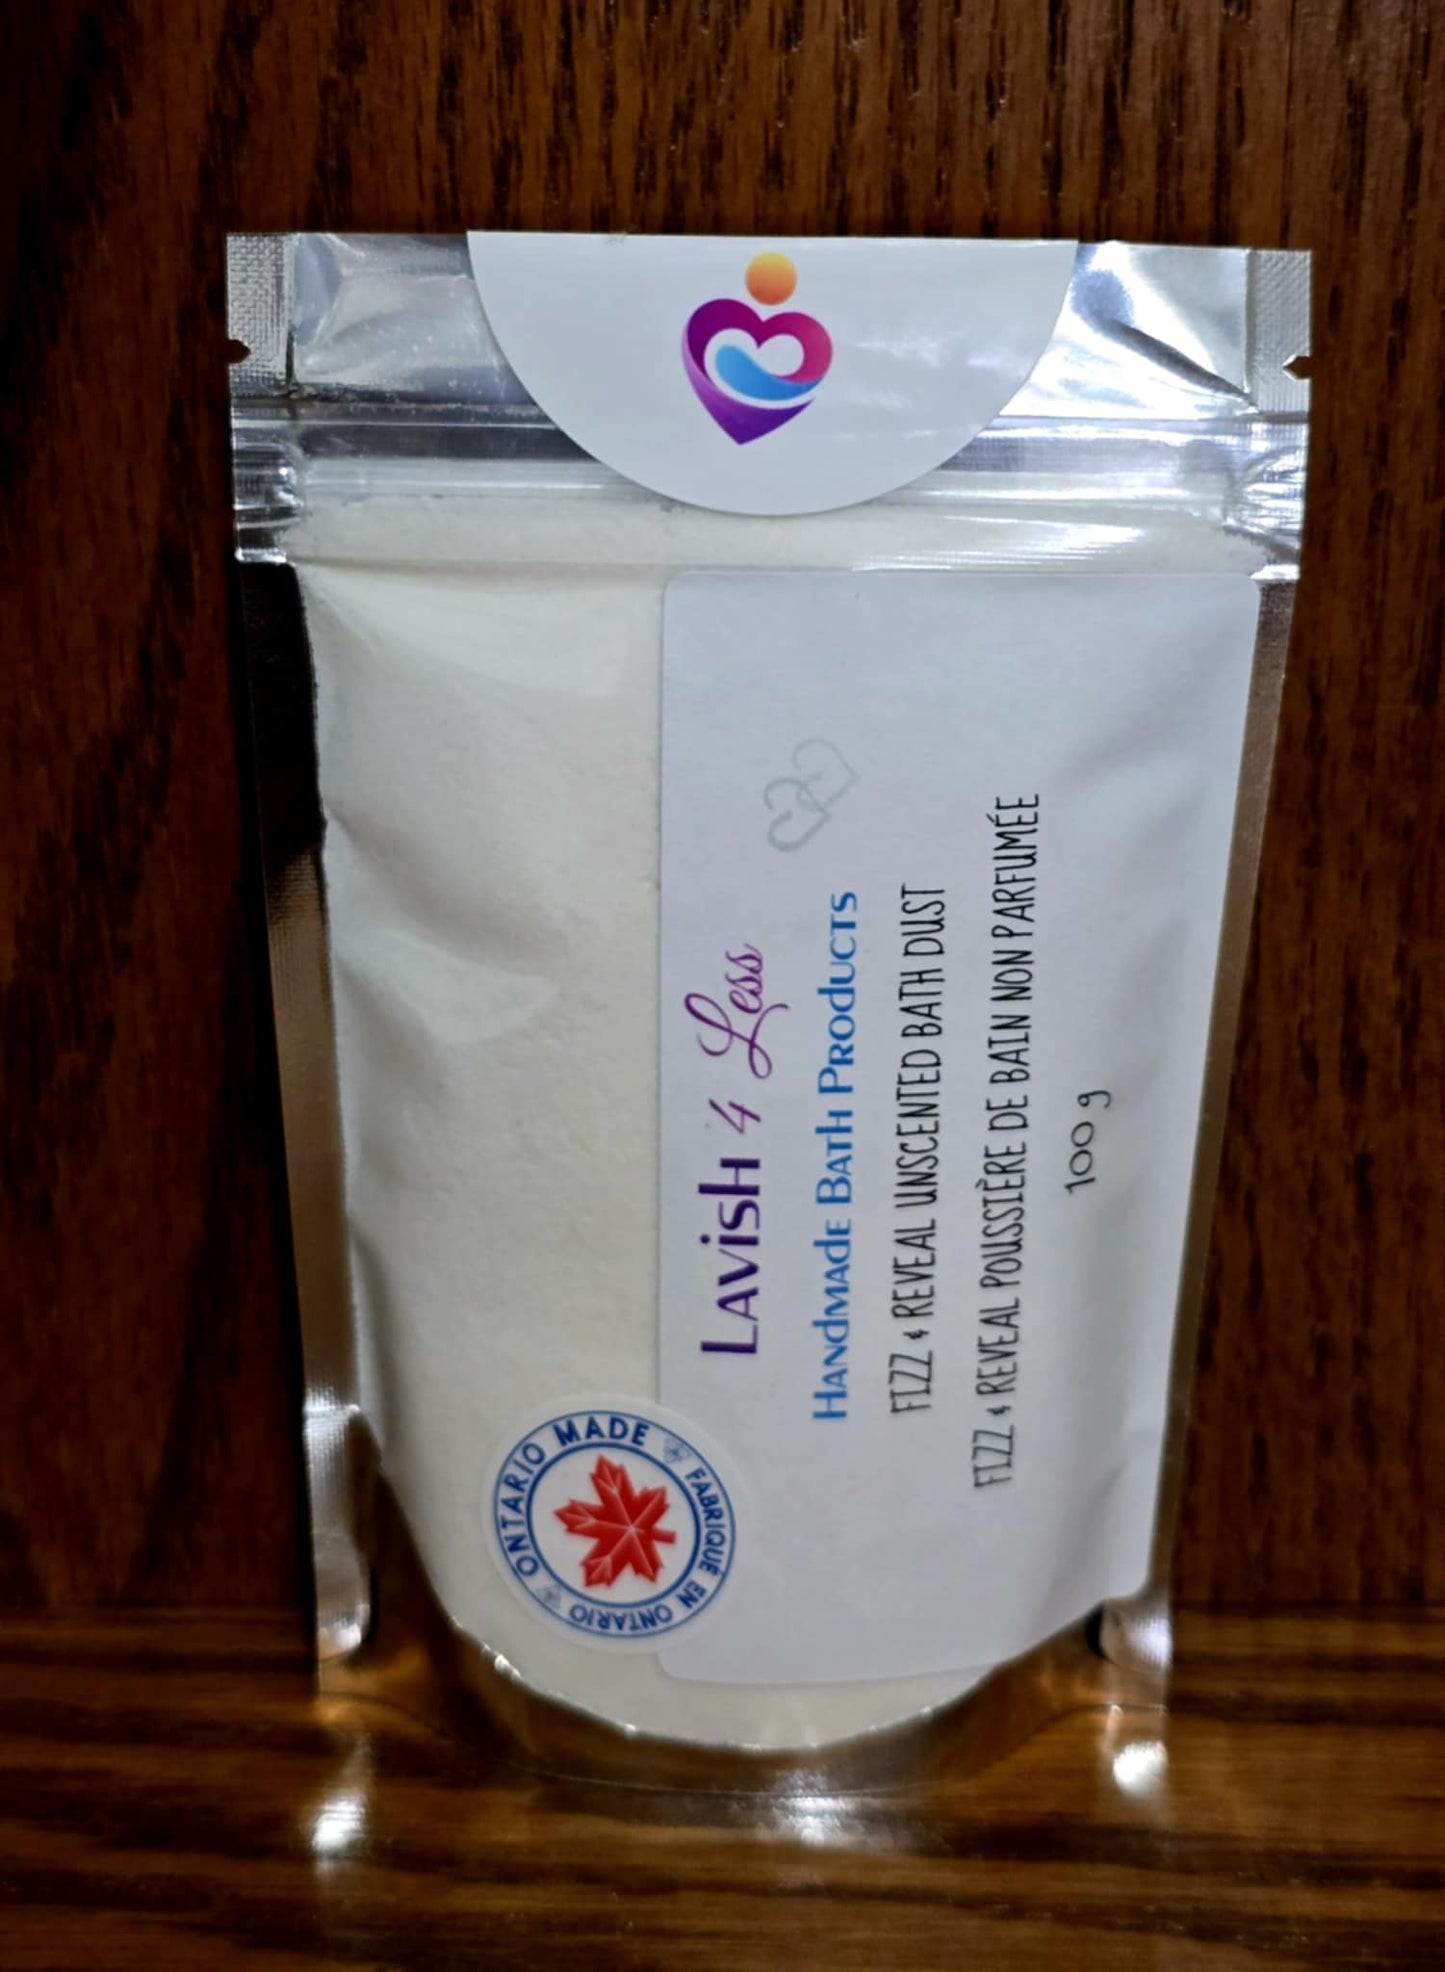 Lavish 4 Less
Handmade Bath Products
FIZZ & REVEAL UNSCENTED BATH DUST
FIZZ & REVEAL POUSSIÈRE DE BAIN NON PARFUMÉE
100 g
ONTARIO MADE
FABRIQUÉ EN ONTARIO